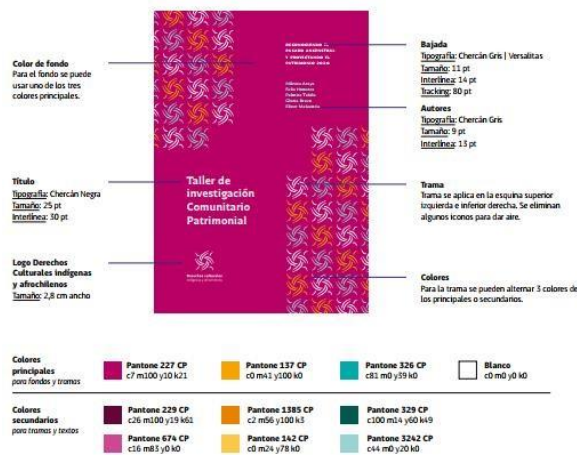 Color de fondo
Para el fondo se puede
usar uno de los tres
colores principales.
Título
Tipografía: Chercán Negra
Tamaño: 25 pt
Interlínea: 30 pt
Logo Derechos
Culturales indígenas
y afrochilenos
Tamaño: 2,8 cm ancho
Taller de
investigación
Comunitario
Patrimonial
Bajada
Tipografía: Chercán Gris | Versalitas
Tamaño: 11 pt
Interlínea: 14 pt
Tracking: 80 pt
Autores
Tipografía: Chercán Gris
Tamaño: 9 pt
Interlínea: 13 pt
Trama
Trama se aplica en la esquina superior
izquierda e inferior derecha. Se eliminan
algunos iconos para dar aire.
Colores
Para la trama se pueden alternar 3 colores de
los principales o secundarios.
Colores
principales
para fondos y tramas
Pantone 227 CP
c7 m100 y10 k21
Pantone 137 CP
c0 m41 y100 k0
Pantone 326 CP
c81 m0 y39 k0
Blanco
c0 m0 y0 k0
Colores
secundarios
para tramas y textos
Pantone 229 CP
c26 m100 y19 k61
Pantone 1385 CP
c2 m56 y100 k3
Pantone 329 CP
c100 m14 y60 k49
Pantone 674 CP
c16 m83 y0 k0
Pantone 142 CP
c0 m24 y78 k0
Pantone 3242 CP
c44 m0 y20 k0